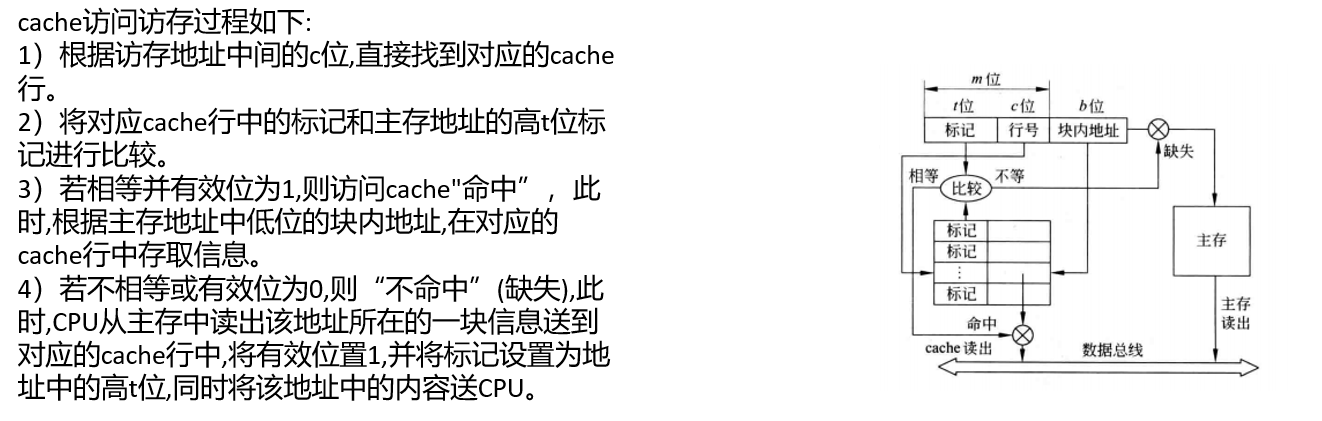 cache访问访存过程如下:
1）根据访存地址中间的c位,直接找到对应的cache
行。
2）将对应cache行中的标记和主存地址的高t位标
记进行比较。
3）若相等并有效位为1,则访问cache"命中”，此
时,根据主存地址中低位的块内地址,在对应的
cache行中存取信息。
4）若不相等或有效位为0,则“不命中”(缺失),此
时,CPU从主存中读出该地址所在的一块信息送到
对应的cache行中,将有效位置1,并将标记设置为地
址中的高t位,同时将该地址中的内容送CPU。
m位
t位 c位 b位
标记 行号 块内地址
缺失
相等 比较 不等
标记
标记
⋮
标记
主存
命中
主存
读出
cache读出
数据总线